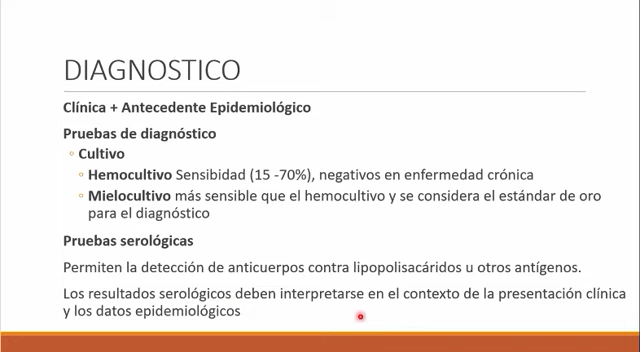 DIAGNOSTICO
Clínica + Antecedente Epidemiológico
Pruebas de diagnóstico
Cultivo
Hemocultivo Sensibidad (15 -70%), negativos en enfermedad crónica
Mielocultivo más sensible que el hemocultivo y se considera el estándar de oro
para el diagnóstico
Pruebas serológicas
Permiten la detección de anticuerpos contra lipopolisacáridos u otros antígenos.
Los resultados serológicos deben interpretarse en el contexto de la presentación clínica
y los datos epidemiológicos